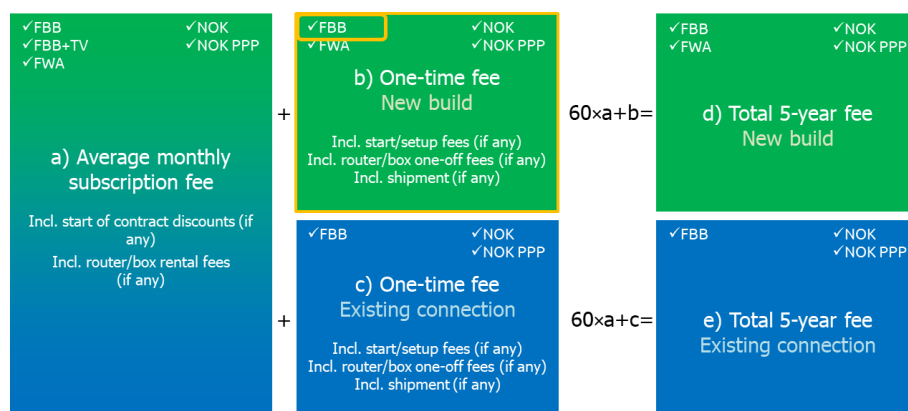 ✓FBB ✓NOK
✓FBB+TV ✓NOK PPP
✓FWA
a) Average monthly
subscription fee
Incl. start of contract discounts (if
any)
Incl. router/box rental fees
(if any)
+
✓FBB ✓NOK
✓FWA ✓NOK PPP
b) One-time fee
New build
Incl. start/setup fees (if any)
Incl. router/box one-off fees (if any)
Incl. shipment (if any)
60×a+b=
✓FBB ✓NOK
✓FWA ✓NOK PPP
d) Total 5-year fee
New build
+
✓FBB ✓NOK
✓NOK PPP
c) One-time fee
Existing connection
Incl. start/setup fees (if any)
Incl. router/box one-off fees (if any)
Incl. shipment (if any)
60×a+c=
✓FBB ✓NOK
✓NOK PPP
e) Total 5-year fee
Existing connection